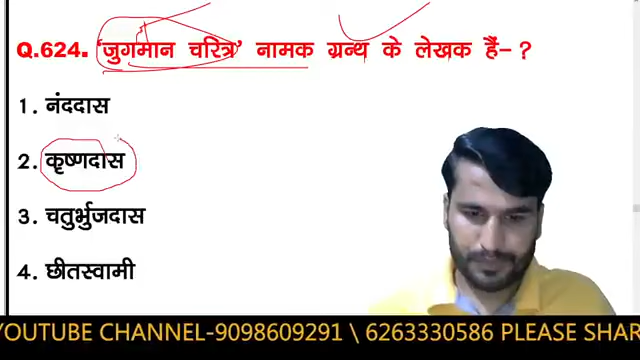 Q.624. 'जुगमान चरित्र' नामक ग्रन्थ के लेखक हैं- ?
1. नंददास
2. कृष्णदास
3. चतुर्भुजदास
4. छीतस्वामी
YOUTUBE CHANNEL-9098609291 \ 6263330586 PLEASE SHAR